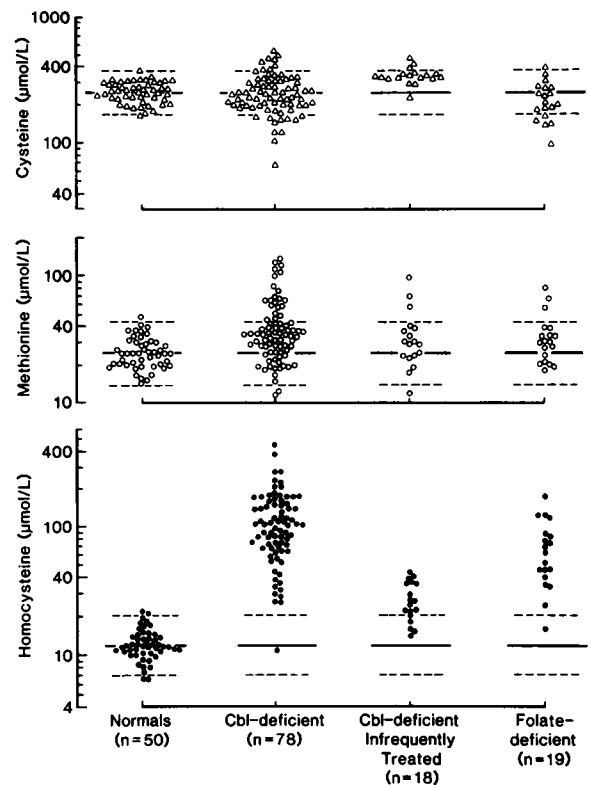 Cysteine (µmol/L)
1000
400
100
40
Methionine (µmol/L)
100
40
10
Homocysteine (µmol/L)
400
100
40
10
4
Normals
(n=50)
Cbl-deficient
(n=78)
Cbl-deficient
Infrequently
Treated
(n=18)
Folate-
deficient
(n=19)